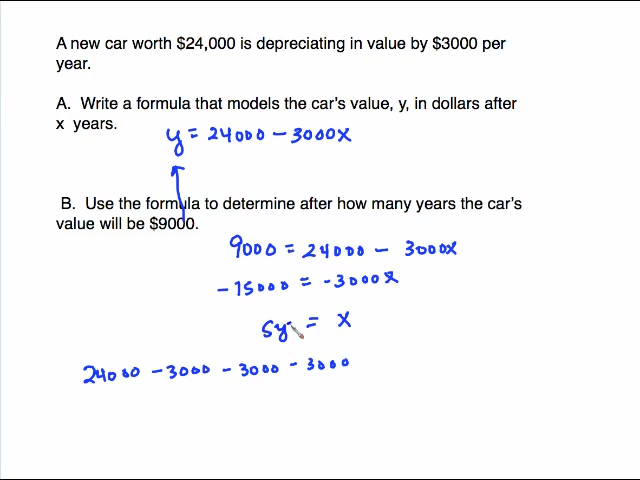 A new car worth $24,000 is depreciating in value by $3000 per
year.
A. Write a formula that models the car's value, y, in dollars after
x years.
y = 24000 - 3000x
B. Use the formula to determine after how many years the car's
value will be $9000.
9000 = 24000 - 3000x
-15000 = -3000x
5y = x
24000 - 3000 - 3000 - 3000